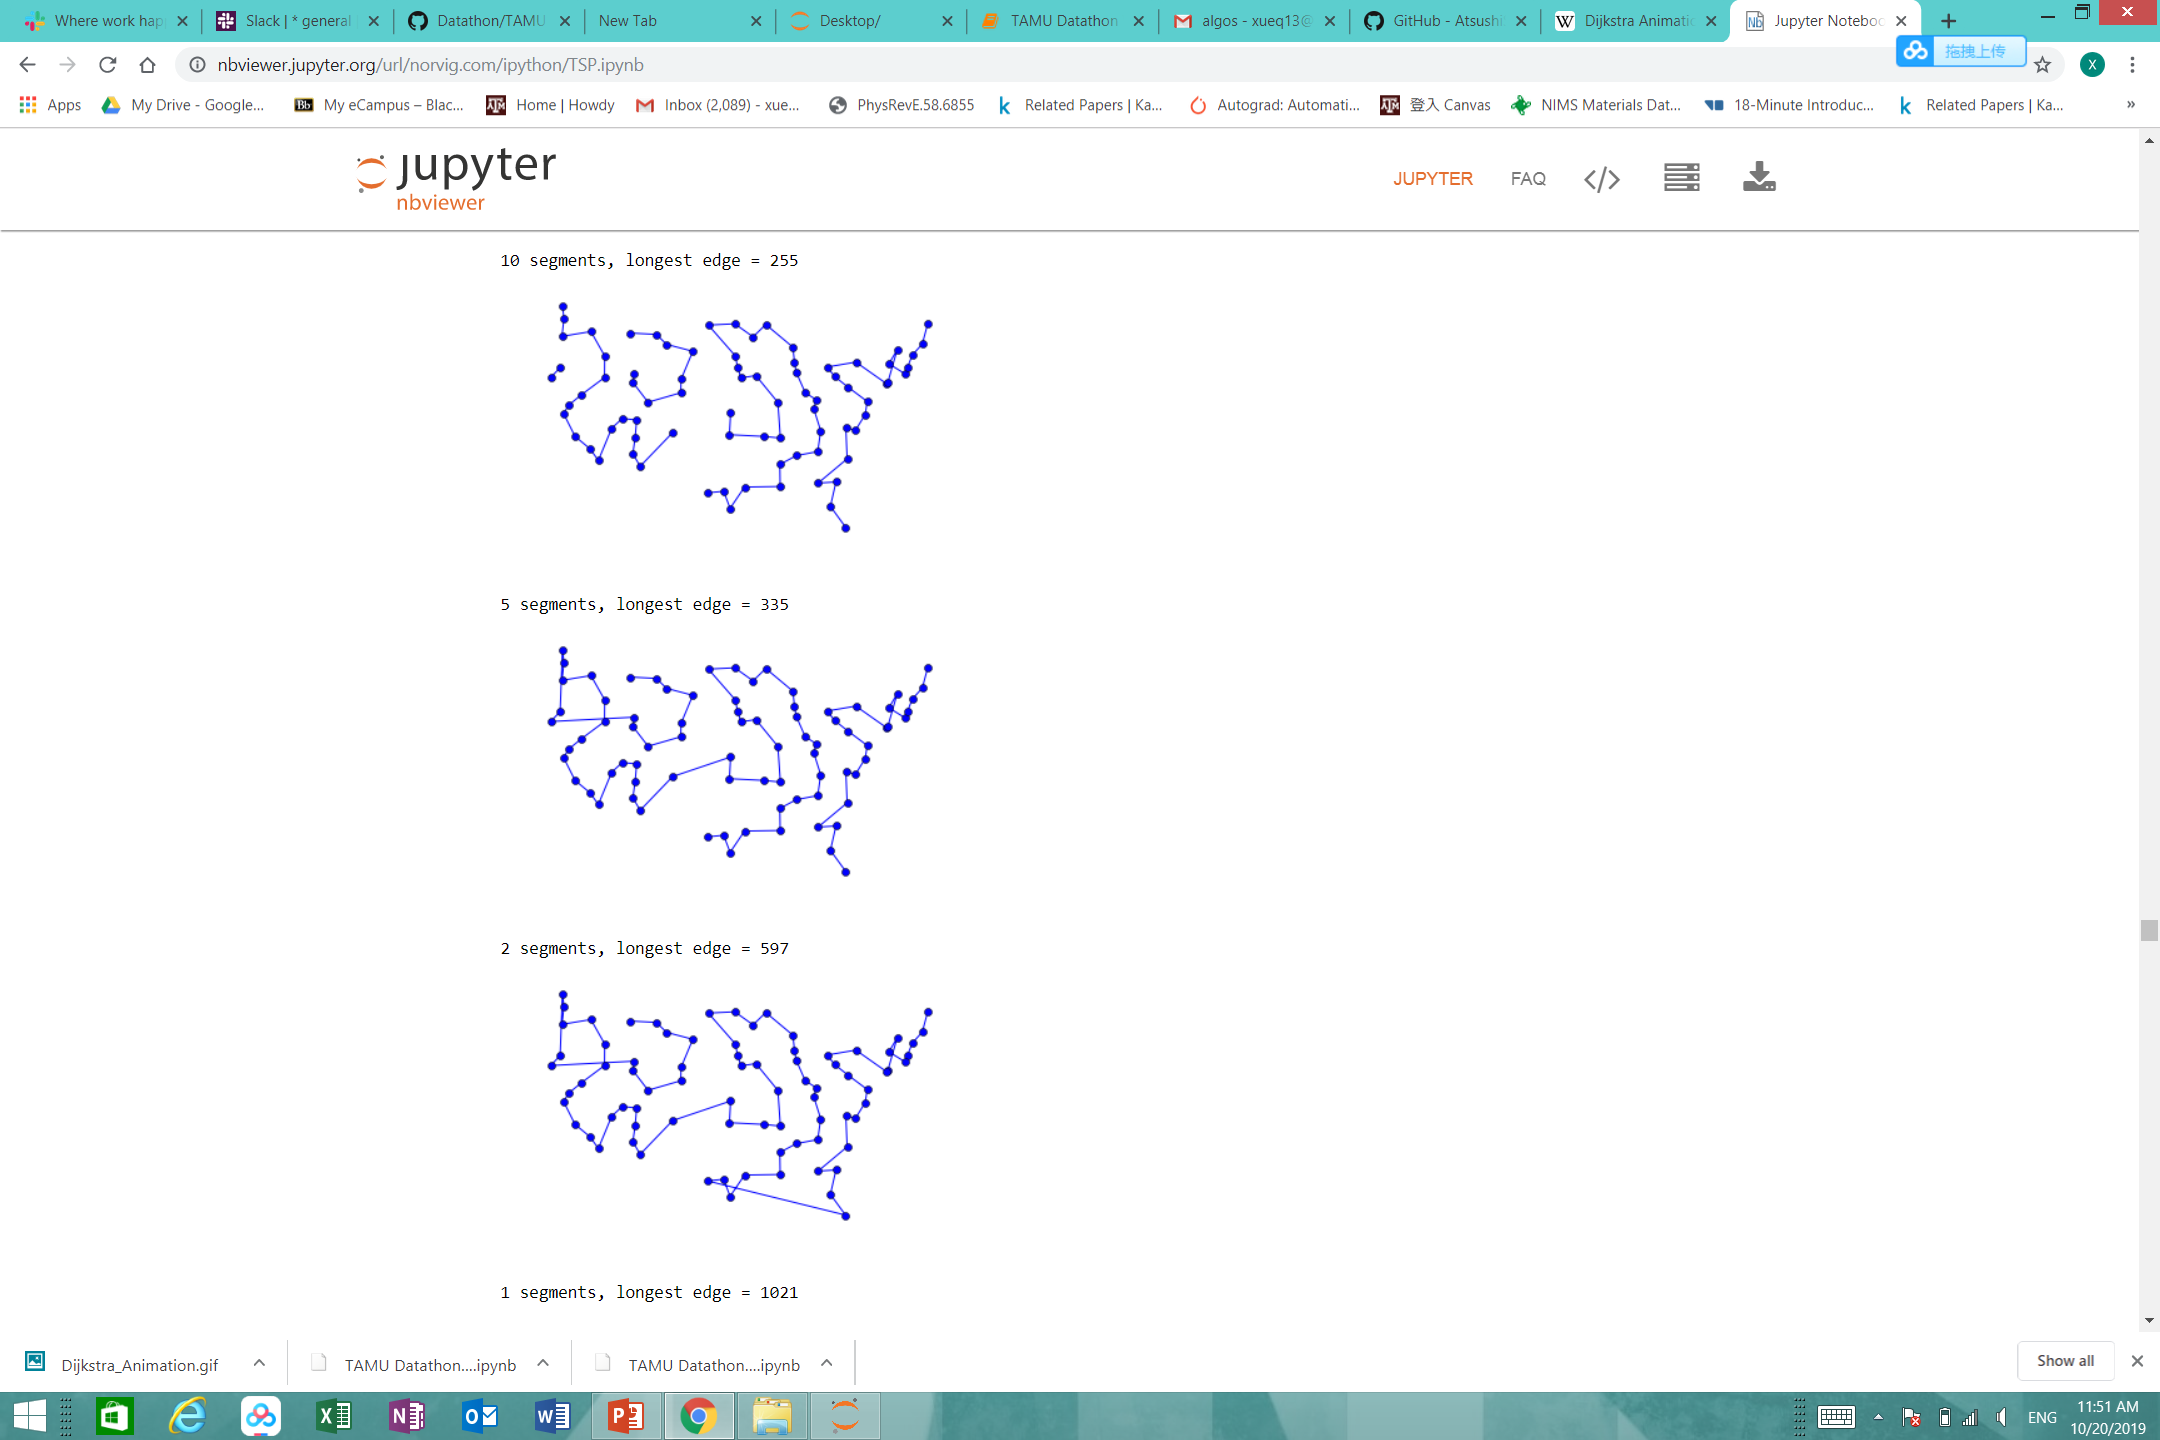 Where work hap
Slack | * general
Datathon/TAMU
New Tab
Desktop/
TAMU Datathon
algos - xueq13@
GitHub - Atsushi
Dijkstra Animatio
Jupyter Noteboo
拖拽上传
nbviewer.jupyter.org/url/norvig.com/ipython/TSP.ipynb
X
Apps
My Drive - Google...
Bb
My eCampus – Blac...
Home | Howdy
Inbox (2,089) - xue...
PhysRevE.58.6855
Related Papers | Ka...
Autograd: Automati...
登入 Canvas
NIMS Materials Dat...
18-Minute Introduc...
Related Papers | Ka...
»
jupyter
nbviewer
JUPYTER
FAQ
10 segments, longest edge = 255
5 segments, longest edge = 335
2 segments, longest edge = 597
1 segments, longest edge = 1021
Dijkstra_Animation.gif
TAMU Datathon....ipynb
TAMU Datathon....ipynb
Show all
ENG
11:51 AM
10/20/2019